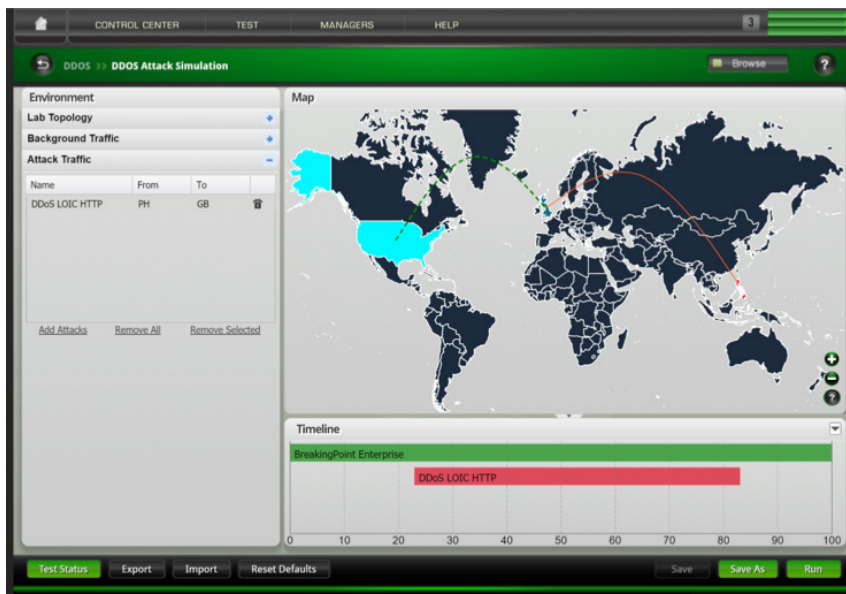 CONTROL CENTER TEST MANAGERS HELP 3
DDOS >> DDOS Attack Simulation Browse ?
Environment
Lab Topology
Background Traffic
Attack Traffic
Name From To
DDoS LOIC HTTP PH GB
Add Attacks Remove All Remove Selected
Map
?
Timeline
BreakingPoint Enterprise
DDoS LOIC HTTP
0 10 20 30 40 50 60 70 80 90 100
Test Status Export Import Reset Defaults Save Save As Run